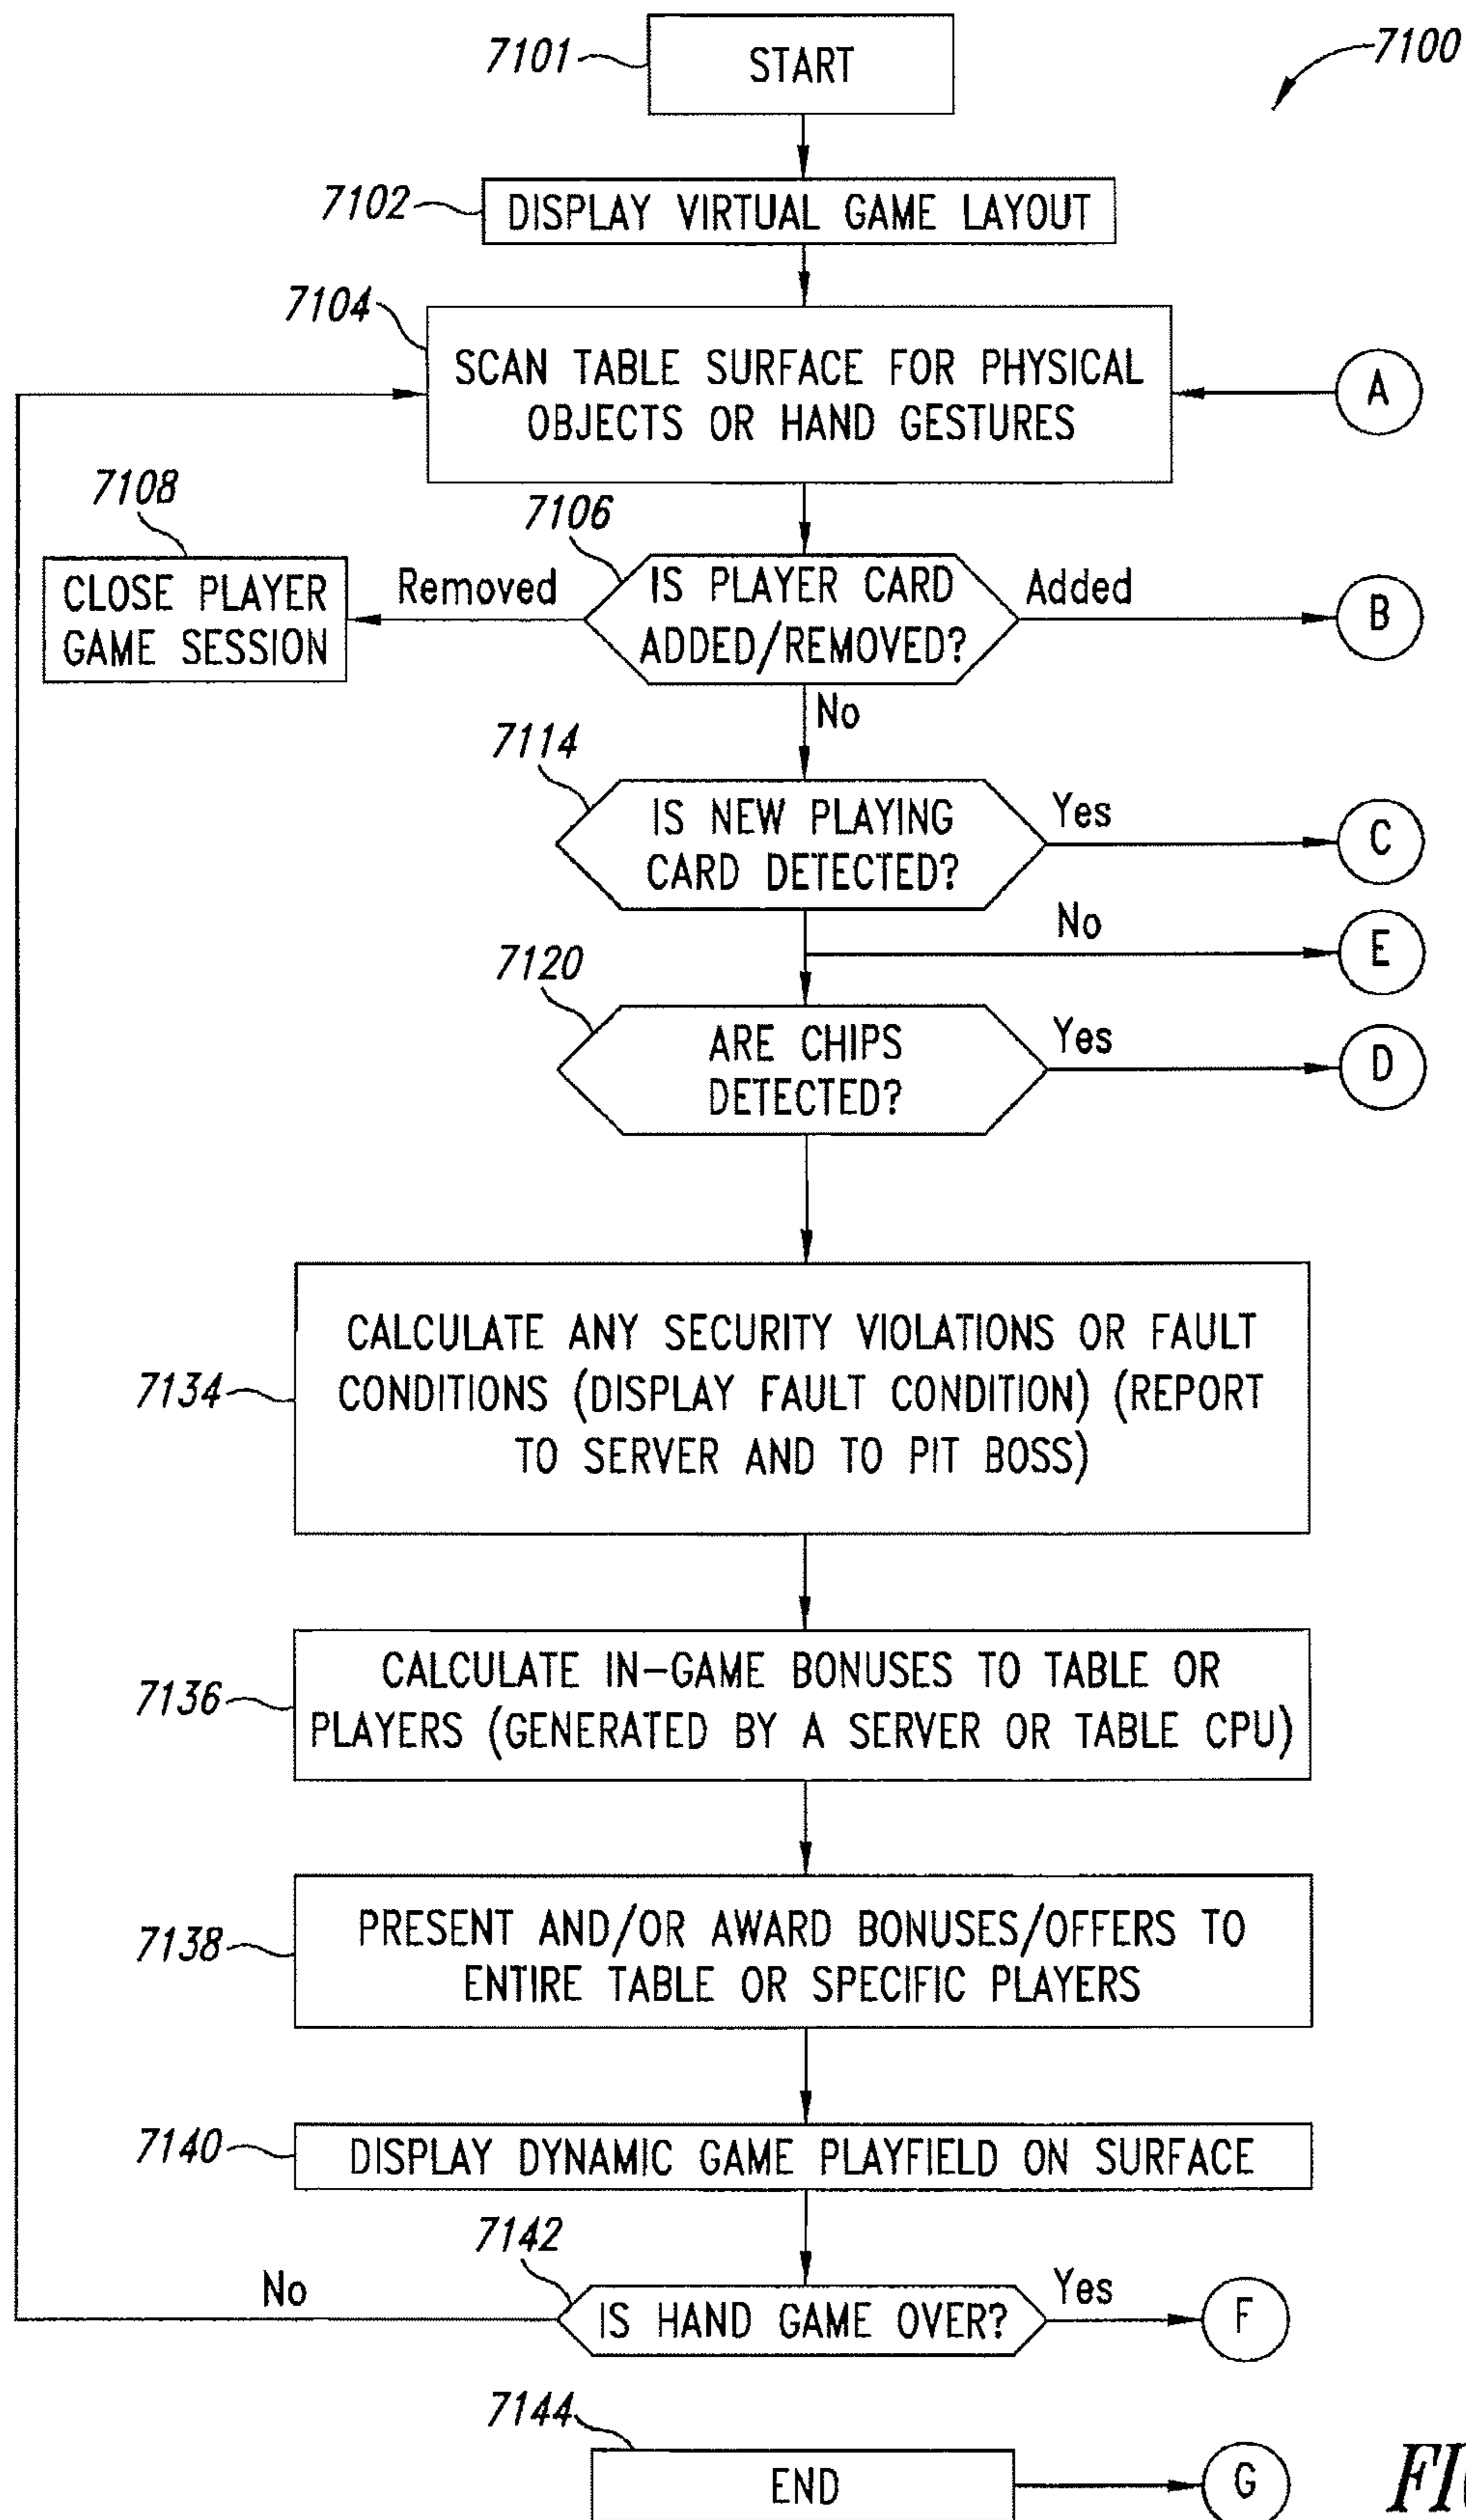 7101
START
7100
7102
DISPLAY VIRTUAL GAME LAYOUT
7104
SCAN TABLE SURFACE FOR PHYSICAL
OBJECTS OR HAND GESTURES
A
7108
CLOSE PLAYER
GAME SESSION
Removed
7106
IS PLAYER CARD
ADDED/REMOVED?
Added
B
No
7114
IS NEW PLAYING
CARD DETECTED?
Yes
C
No
E
7120
ARE CHIPS
DETECTED?
Yes
D
7134
CALCULATE ANY SECURITY VIOLATIONS OR FAULT
CONDITIONS (DISPLAY FAULT CONDITION) (REPORT
TO SERVER AND TO PIT BOSS)
7136
CALCULATE IN-GAME BONUSES TO TABLE OR
PLAYERS (GENERATED BY A SERVER OR TABLE CPU)
7138
PRESENT AND/OR AWARD BONUSES/OFFERS TO
ENTIRE TABLE OR SPECIFIC PLAYERS
7140
DISPLAY DYNAMIC GAME PLAYFIELD ON SURFACE
7142
No
IS HAND GAME OVER?
Yes
F
7144
END
G